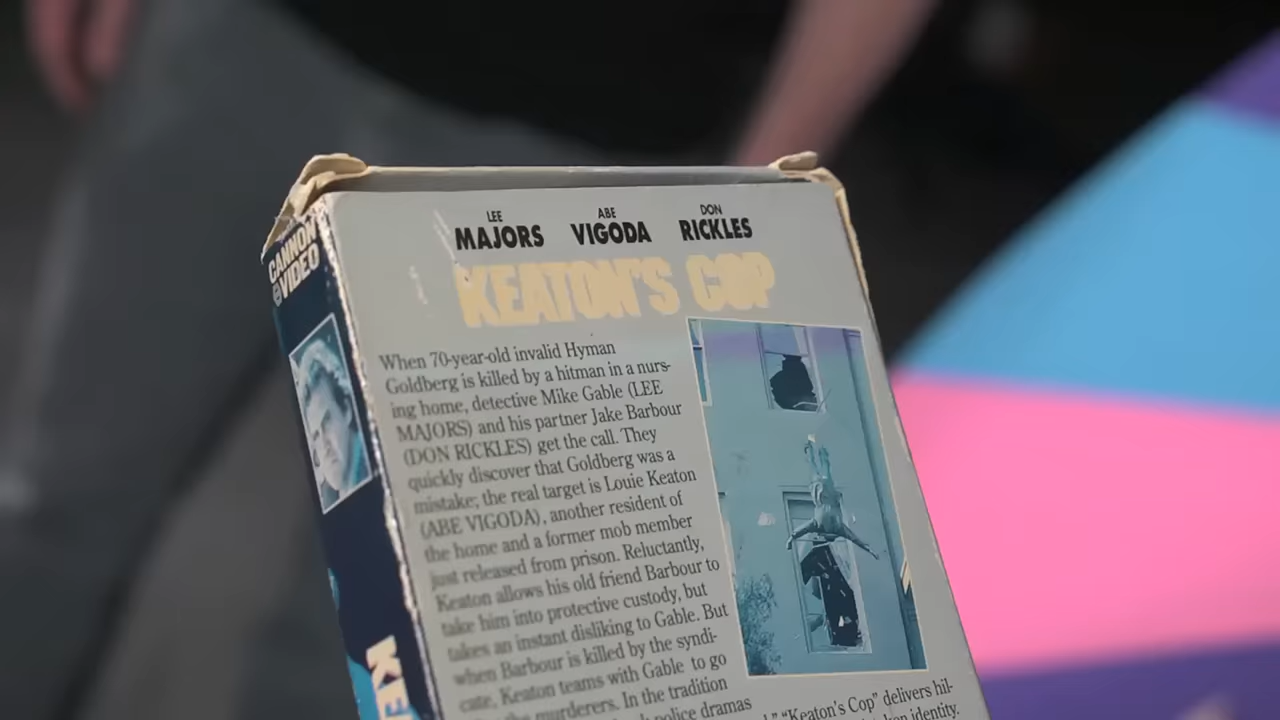 CANNON
VIDEO
LEE
MAJORS
ABE
VIGODA
DON
RICKLES
KEATON'S COP
When 70-year-old invalid Hyman
Goldberg is killed by a hitman in a nurs-
ing home, detective Mike Gable (LEE
MAJORS) and his partner Jake Barbour
(DON RICKLES) get the call. They
quickly discover that Goldberg was a
mistake; the real target is Louie Keaton
(ABE VIGODA), another resident of
the home and a former mob member
just released from prison. Reluctantly,
Keaton allows his old friend Barbour to
take him into protective custody, but
takes an instant disliking to Gable. But
when Barbour is killed by the syndi-
cate, Keaton teams with Gable to go
the murderers. In the tradition
police dramas
"Keaton's Cop" delivers hil-
identity.
KE